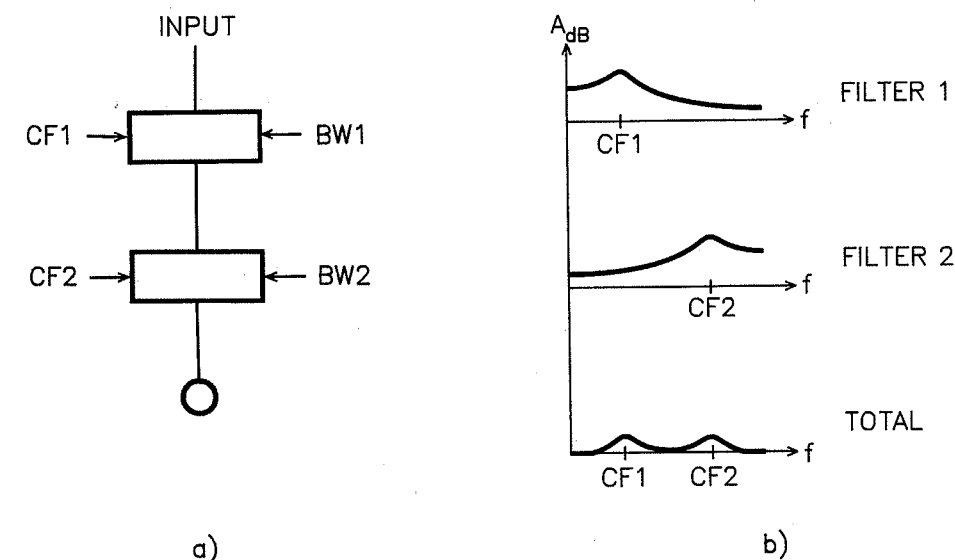 INPUT
CF1
BW1
CF2
BW2
a)
AdB
FILTER 1
f
CF1
FILTER 2
f
CF2
TOTAL
f
CF1 CF2
b)